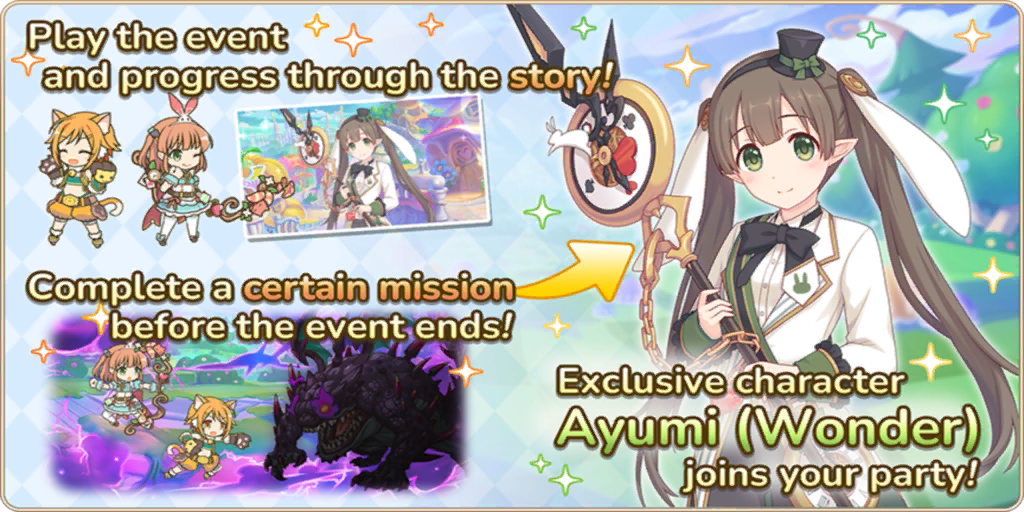 Play the event
and progress through the story!
Complete a certain mission
before the event ends!
Exclusive character
Ayumi (Wonder)
joins your party!